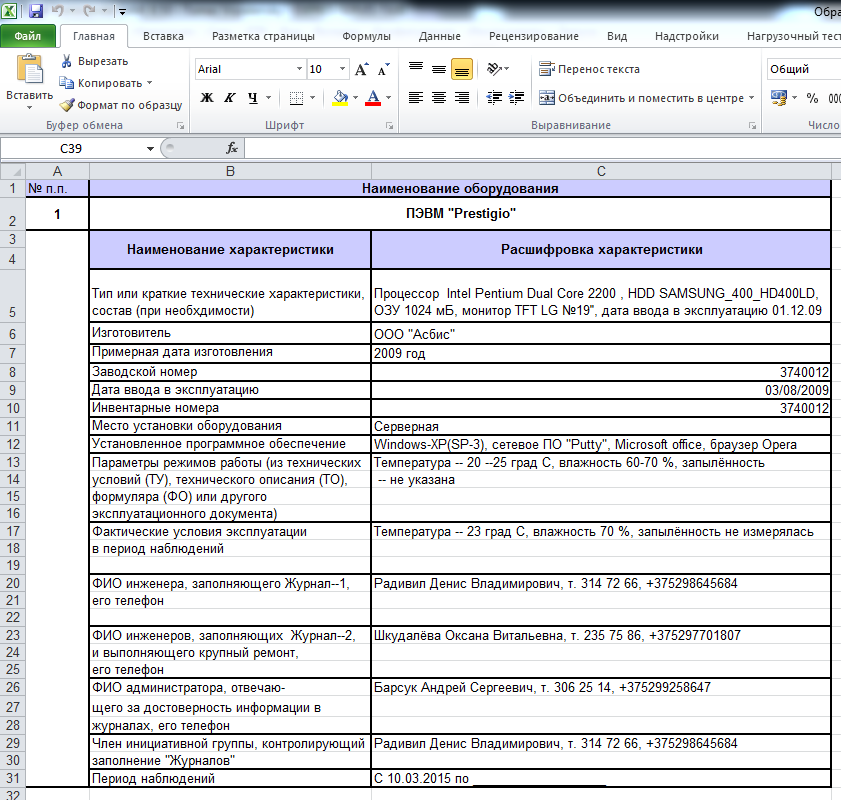 Обра
Файл Главная Вставка Разметка страницы Формулы Данные Рецензирование Вид Надстройки Нагрузочный тест
Вставить
Вырезать
Копировать
Формат по образцу
Буфер обмена
Arial 10
Ж К Ч
Шрифт
Перенос текста
Объединить и поместить в центре
Выравнивание
Общий
% 000
Число
C39 fx
A B C
1 № п.п. Наименование оборудования
2 1 ПЭВМ "Prestigio"
3
4 Наименование характеристики Расшифровка характеристики
Тип или краткие технические характеристики, Процессор Intel Pentium Dual Core 2200 , HDD SAMSUNG_400_HD400LD,
5 состав (при необхдимости) ОЗУ 1024 мБ, монитор TFT LG №19", дата ввода в эксплуатацию 01.12.09
6 Изготовитель ООО "Асбис"
7 Примерная дата изготовления 2009 год
8 Заводской номер 3740012
9 Дата ввода в эксплуатацию 03/08/2009
10 Инвентарные номера 3740012
11 Место установки оборудования Серверная
12 Установленное программное обеспечение Windows-XP(SP-3), сетевое ПО "Putty", Microsoft office, браузер Opera
13 Параметры режимов работы (из технических Температура -- 20 --25 град С, влажность 60-70 %, запылённость
14 условий (ТУ), технического описания (ТО), -- не указана
15 формуляра (ФО) или другого
16 эксплуатационного документа)
17 Фактические условия эксплуатации Температура -- 23 град С, влажность 70 %, запылённость не измерялась
18 в период наблюдений
19
20 ФИО инженера, заполняющего Журнал--1, Радивил Денис Владимирович, т. 314 72 66, +375298645684
21 его телефон
22
23 ФИО инженеров, заполняющих Журнал--2, Шкудалёва Оксана Витальевна, т. 235 75 86, +375297701807
24 и выполняющего крупный ремонт,
25 его телефон
26 ФИО администратора, отвечаю- Барсук Андрей Сергеевич, т. 306 25 14, +375299258647
27 щего за достоверность информации в
28 журналах, его телефон
29 Член инициативной группы, контролирующий Радивил Денис Владимирович, т. 314 72 66, +375298645684
30 заполнение "Журналов"
31 Период наблюдений С 10.03.2015 по
32